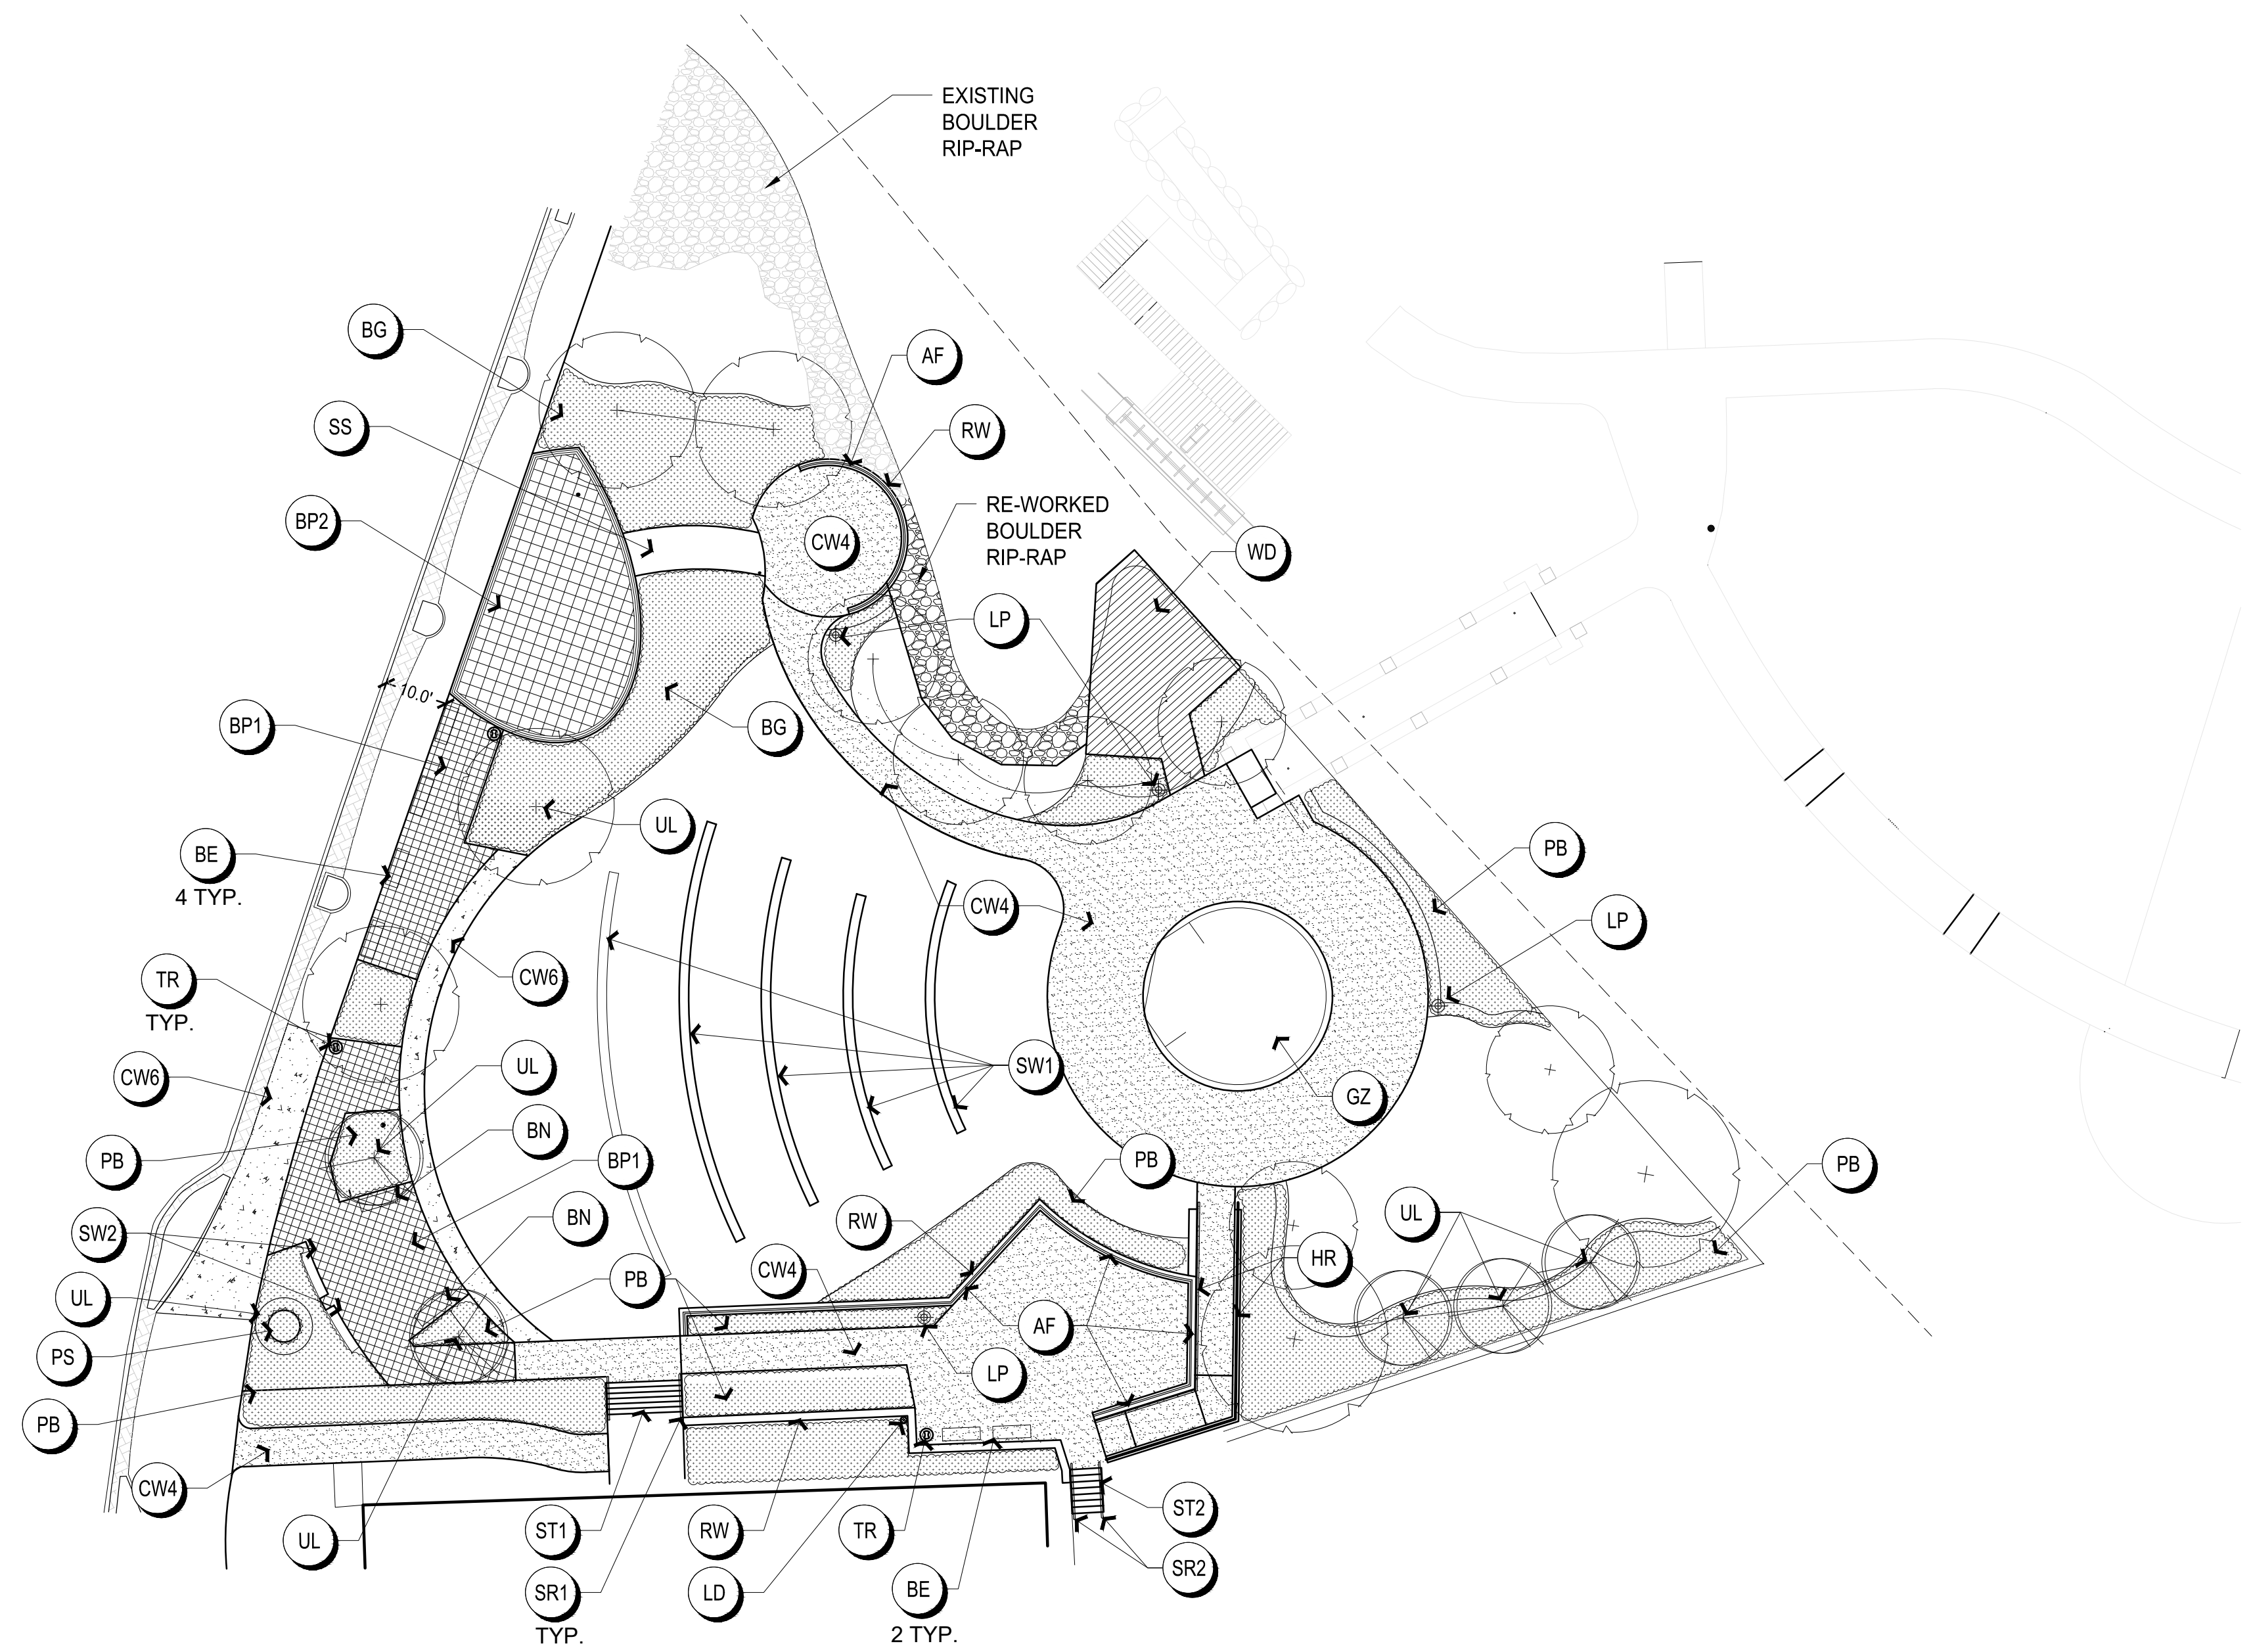 EXISTING
BOULDER
RIP-RAP
BG
AF
SS
RW
BP2
RE-WORKED
BOULDER
RIP-RAP
CW4
WD
LP
10.0'
BP1
BG
UL
BE
4 TYP.
PB
CW4
LP
CW6
TR
TYP.
UL
SW1
CW6
GZ
BN
PB
BP1
PB
PB
SW2
BN
RW
UL
HR
CW4
PB
UL
AF
PS
LP
PB
CW4
ST2
UL
ST1
RW
TR
SR2
SR1
TYP.
LD
BE
2 TYP.